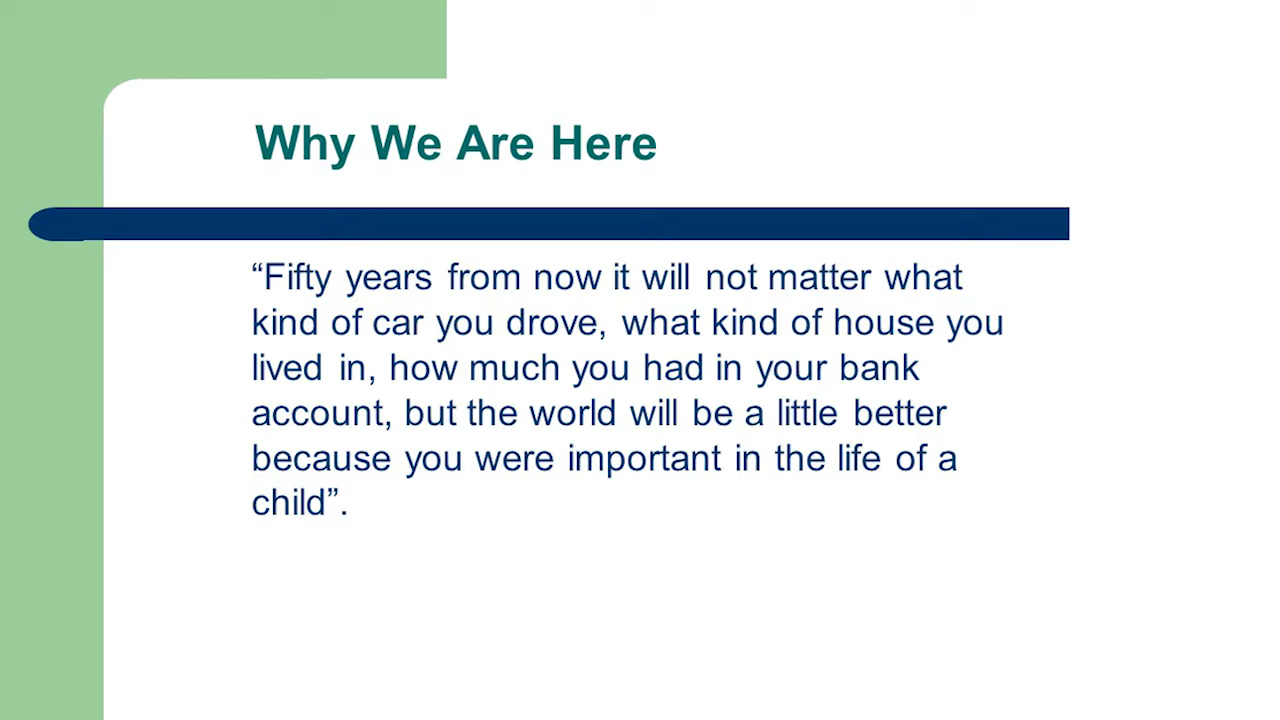 Why We Are Here
“Fifty years from now it will not matter what
kind of car you drove, what kind of house you
lived in, how much you had in your bank
account, but the world will be a little better
because you were important in the life of a
child”.